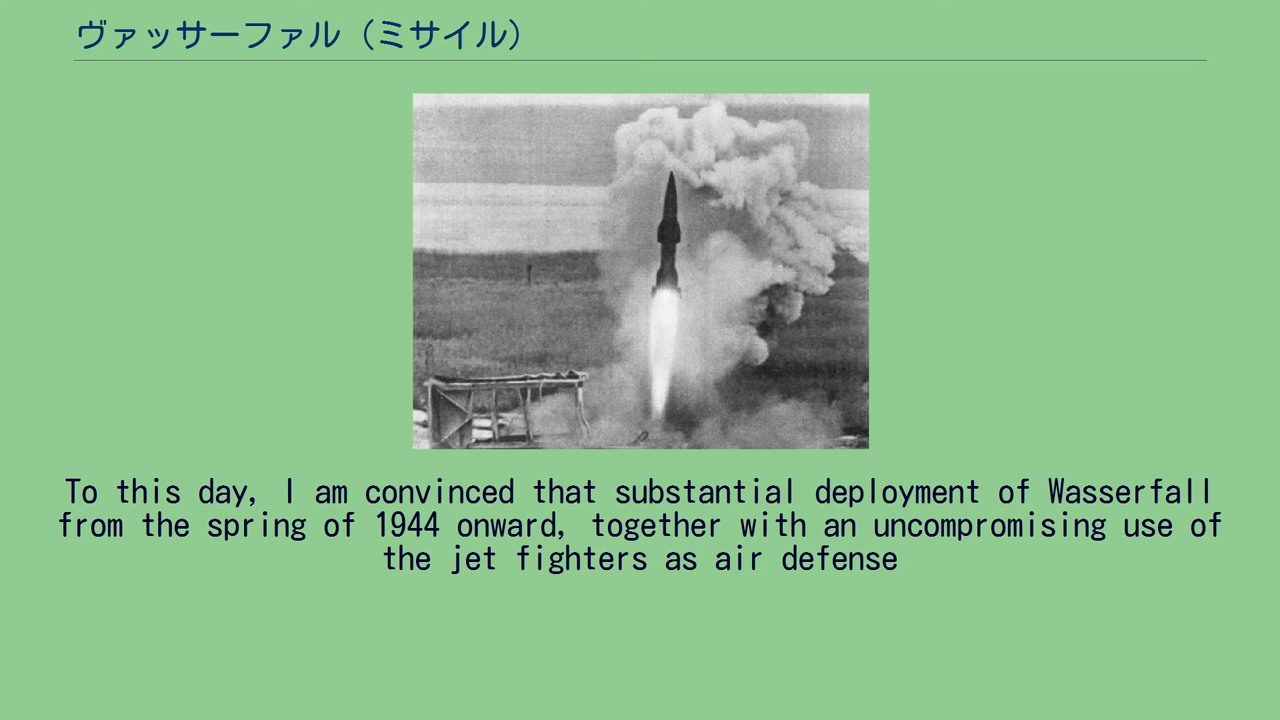 ヴァッサーファル（ミサイル）
To this day, I am convinced that substantial deployment of Wasserfall
from the spring of 1944 onward, together with an uncompromising use of
the jet fighters as air defense